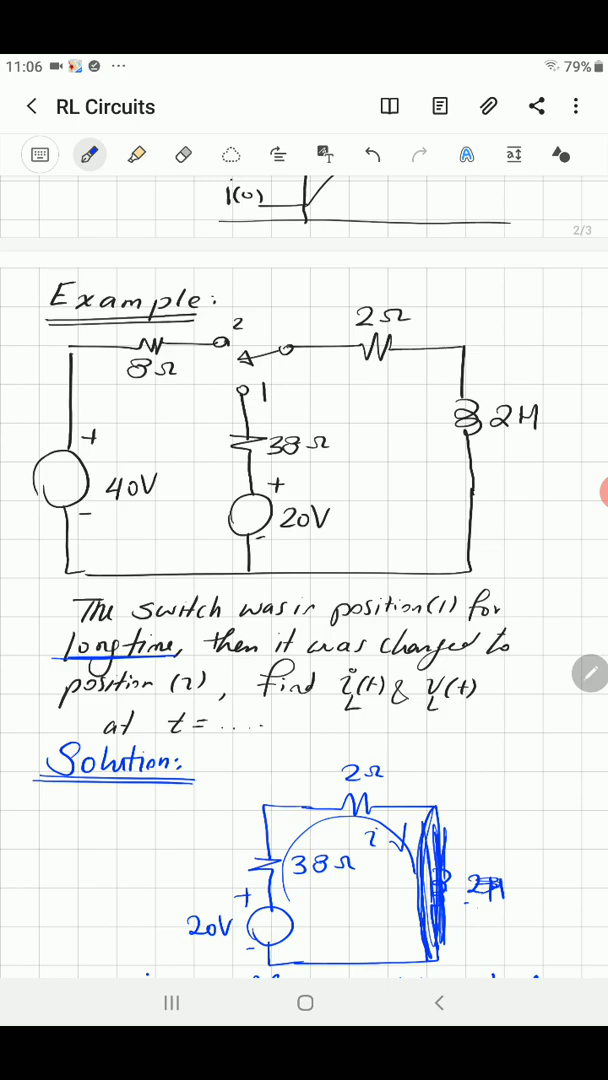 11:06
79%
RL Circuits
i(0)
2/3
Example:
2
2Ω
8Ω
1
2H
38Ω
+
+
40V
20V
-
-
The switch was in position(1) for
long time, then it was changed to
position (2), find i_L(t) & V_L(t)
at t = ....
Solution:
2Ω
i
38Ω
2H
+
20V
-